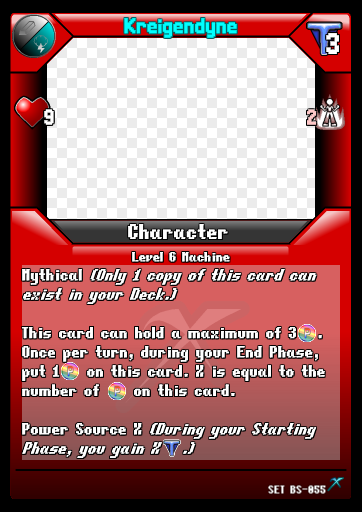 Kreigendyne
3
9
2
Character
Level 6 Machine
Mythical (Only 1 copy of this card can
exist in your Deck.)
This card can hold a maximum of 3 .
Once per turn, during your End Phase,
put 1 on this card. X is equal to the
number of on this card.
Power Source X (During your Starting
Phase, you gain X .)
SET BS-055